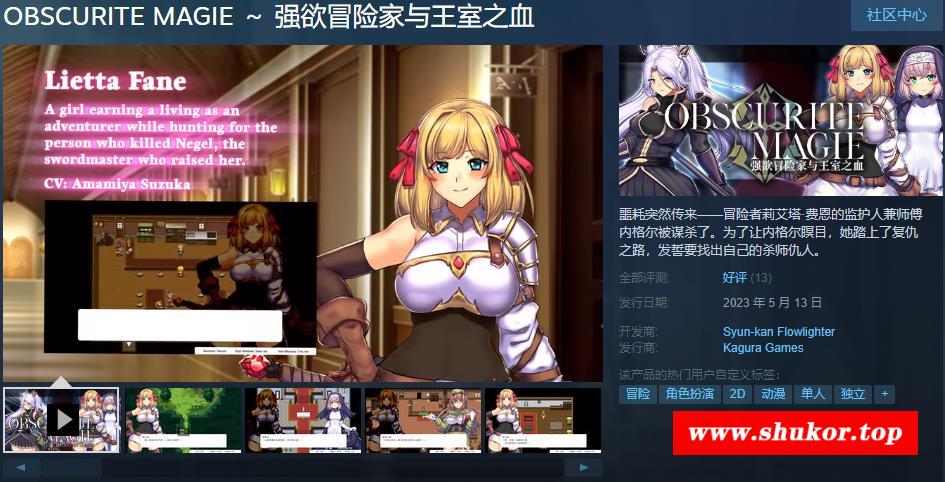 OBSCURITE MAGIE ~ 强欲冒险家与王室之血
社区中心
Lietta Fane
A girl earning a living as an
adventurer while hunting for the
person who killed Negel, the
swordmaster who raised her.
CV: Amamiya Suzuka
OBSCURITE
MAGIE
强欲冒险家与王室之血
噩耗突然传来——冒险者莉艾塔·费恩的监护人兼师傅
内格尔被谋杀了。为了让内格尔瞑目，她踏上了复仇
之路，发誓要找出自己的杀师仇人。
全部评测: 好评 (13)
发行日期: 2023 年 5 月 13 日
开发商: Syun-kan Flowlighter
发行商: Kagura Games
该产品的热门用户自定义标签：
冒险 角色扮演 2D 动漫 单人 独立 +
www.shukor.top